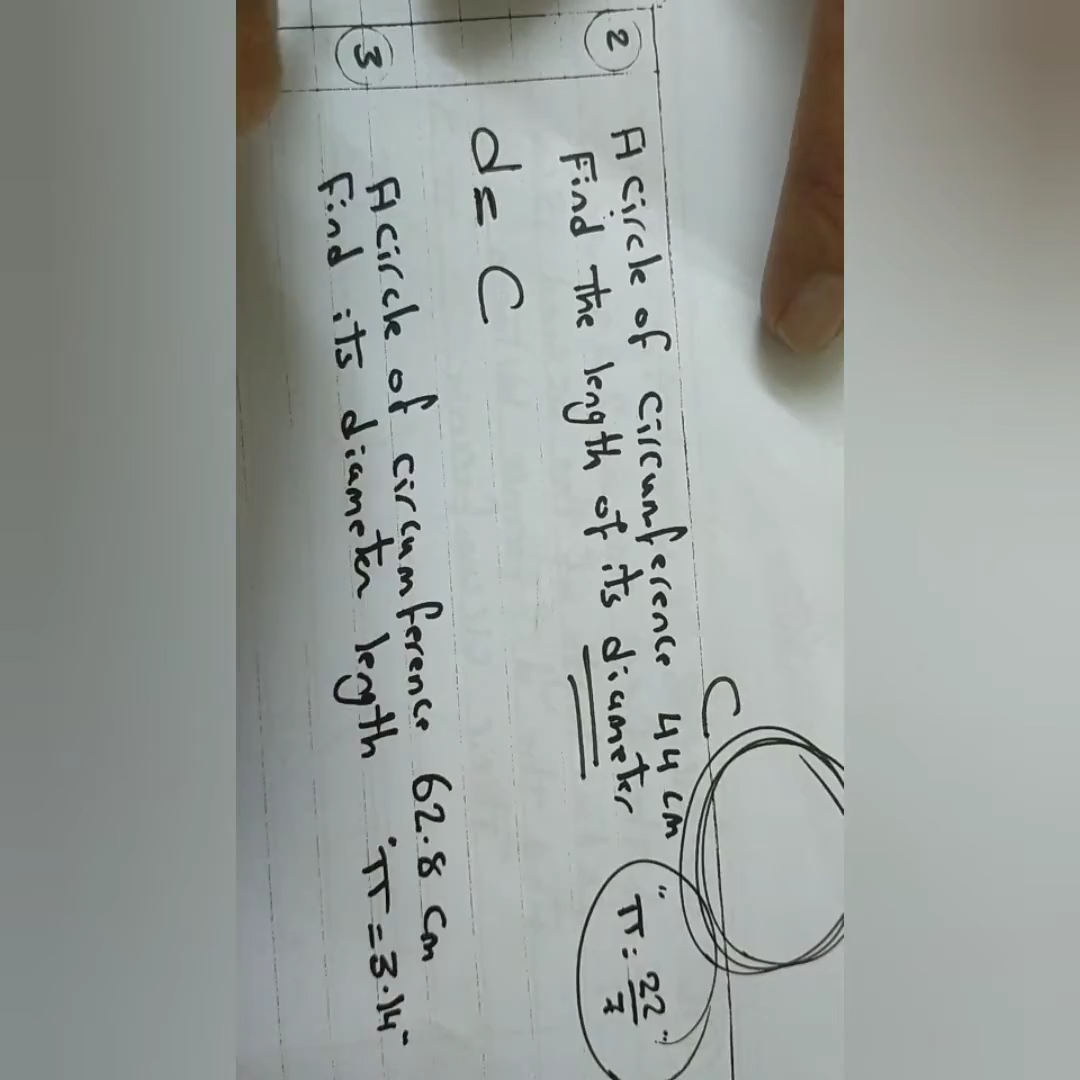 C
② A circle of circumference 44 cm
Find the length of its diameter " π = 22/7 "
d = C
③ A circle of circumference 62.8 cm
Find its diameter length "π = 3.14"